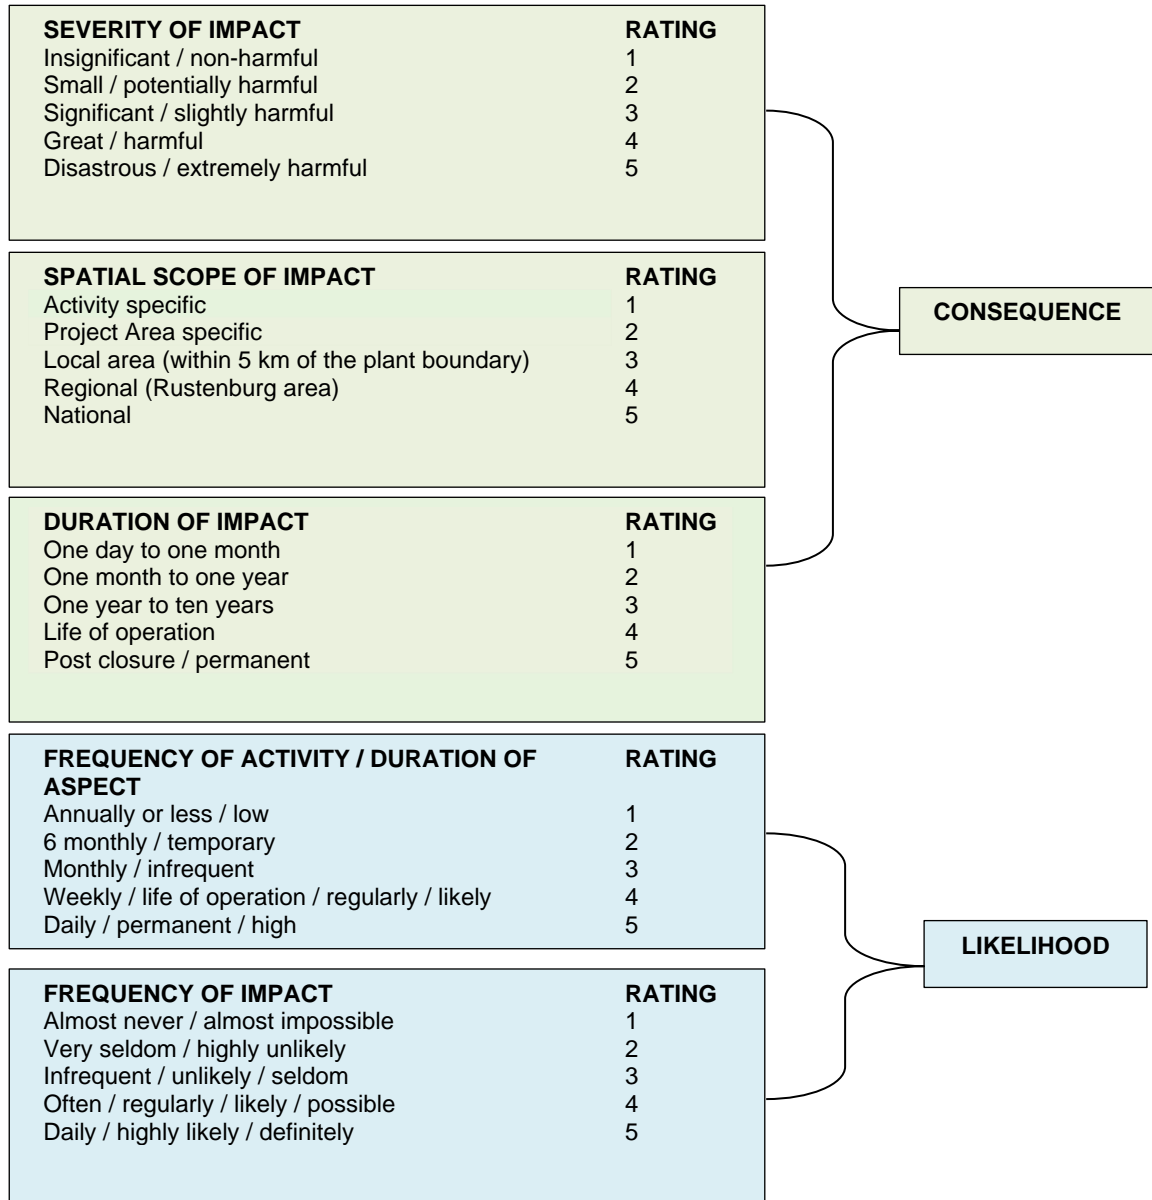 SEVERITY OF IMPACT RATING
Insignificant / non-harmful 1
Small / potentially harmful 2
Significant / slightly harmful 3
Great / harmful 4
Disastrous / extremely harmful 5
SPATIAL SCOPE OF IMPACT RATING
Activity specific 1
Project Area specific 2
Local area (within 5 km of the plant boundary) 3
Regional (Rustenburg area) 4
National 5
CONSEQUENCE
DURATION OF IMPACT RATING
One day to one month 1
One month to one year 2
One year to ten years 3
Life of operation 4
Post closure / permanent 5
FREQUENCY OF ACTIVITY / DURATION OF RATING
ASPECT
Annually or less / low 1
6 monthly / temporary 2
Monthly / infrequent 3
Weekly / life of operation / regularly / likely 4
Daily / permanent / high 5
LIKELIHOOD
FREQUENCY OF IMPACT RATING
Almost never / almost impossible 1
Very seldom / highly unlikely 2
Infrequent / unlikely / seldom 3
Often / regularly / likely / possible 4
Daily / highly likely / definitely 5